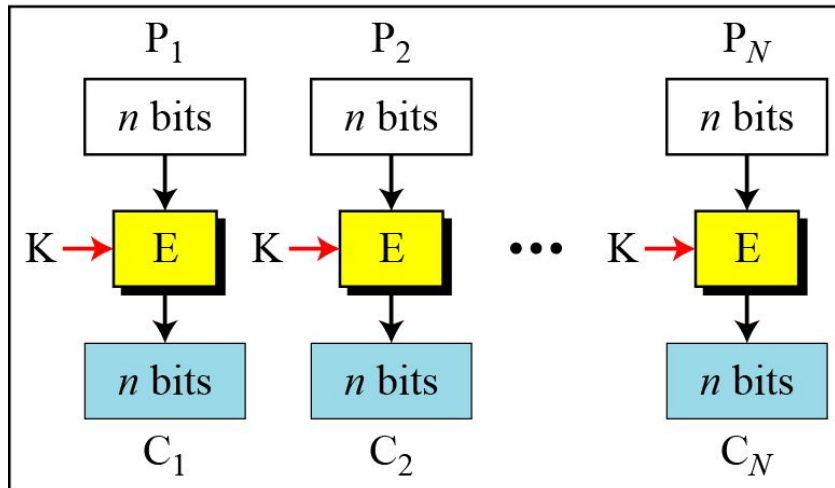 P1 P2 PN
n bits n bits n bits
K E K E ... K E
n bits n bits n bits
C1 C2 CN